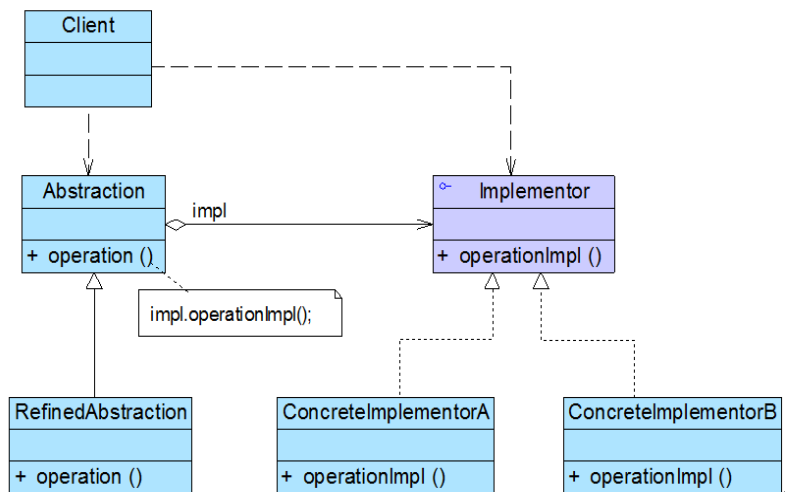 Client
Abstraction
+ operation ()
impl
Implementor
+ operationImpl ()
impl.operationImpl();
RefinedAbstraction
+ operation ()
ConcreteImplementorA
+ operationImpl ()
ConcreteImplementorB
+ operationImpl ()